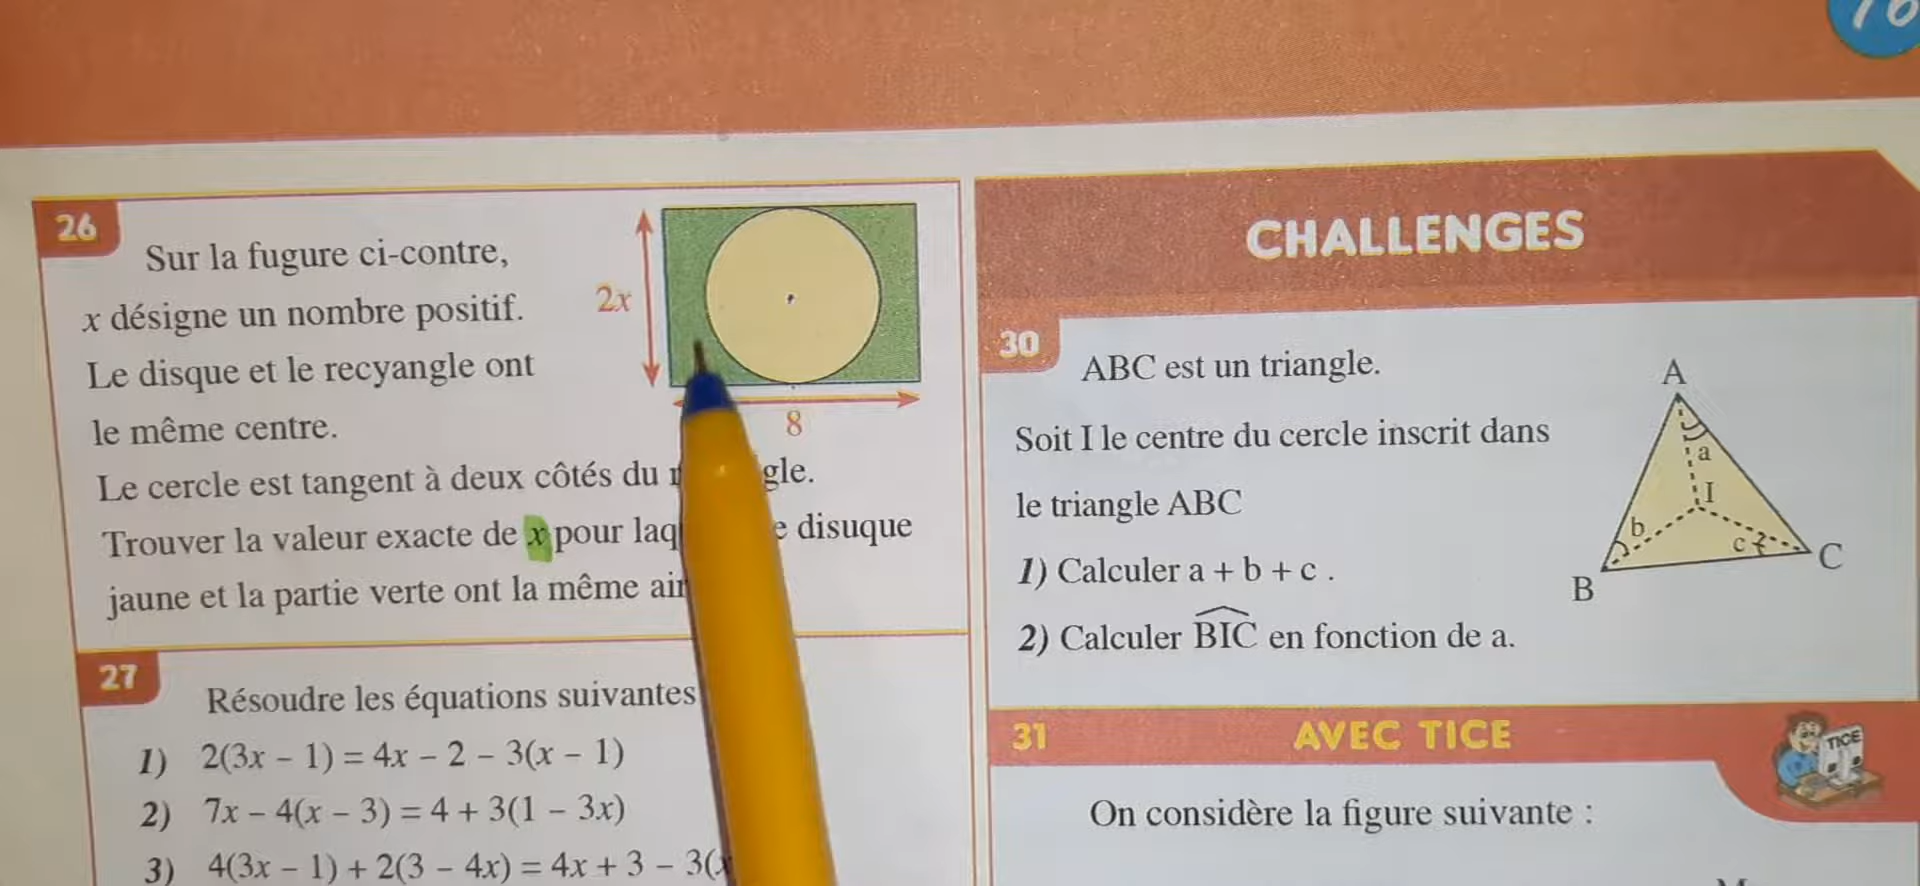 26
Sur la fugure ci-contre,
x désigne un nombre positif.
Le disque et le recyangle ont
le même centre.
Le cercle est tangent à deux côtés du gle.
Trouver la valeur exacte de x pour laq e disuque
jaune et la partie verte ont la même air
2x
8
27
Résoudre les équations suivantes
1) 2(3x – 1) = 4x – 2 – 3(x – 1)
2) 7x – 4(x – 3) = 4 + 3(1 – 3x)
3) 4(3x – 1) + 2(3 – 4x) = 4x + 3 – 3(
CHALLENGES
30
ABC est un triangle.
Soit I le centre du cercle inscrit dans
le triangle ABC
1) Calculer a + b + c .
2) Calculer BIC en fonction de a.
A
a
I
b
c
B
C
31
AVEC TICE
TICE
On considère la figure suivante :